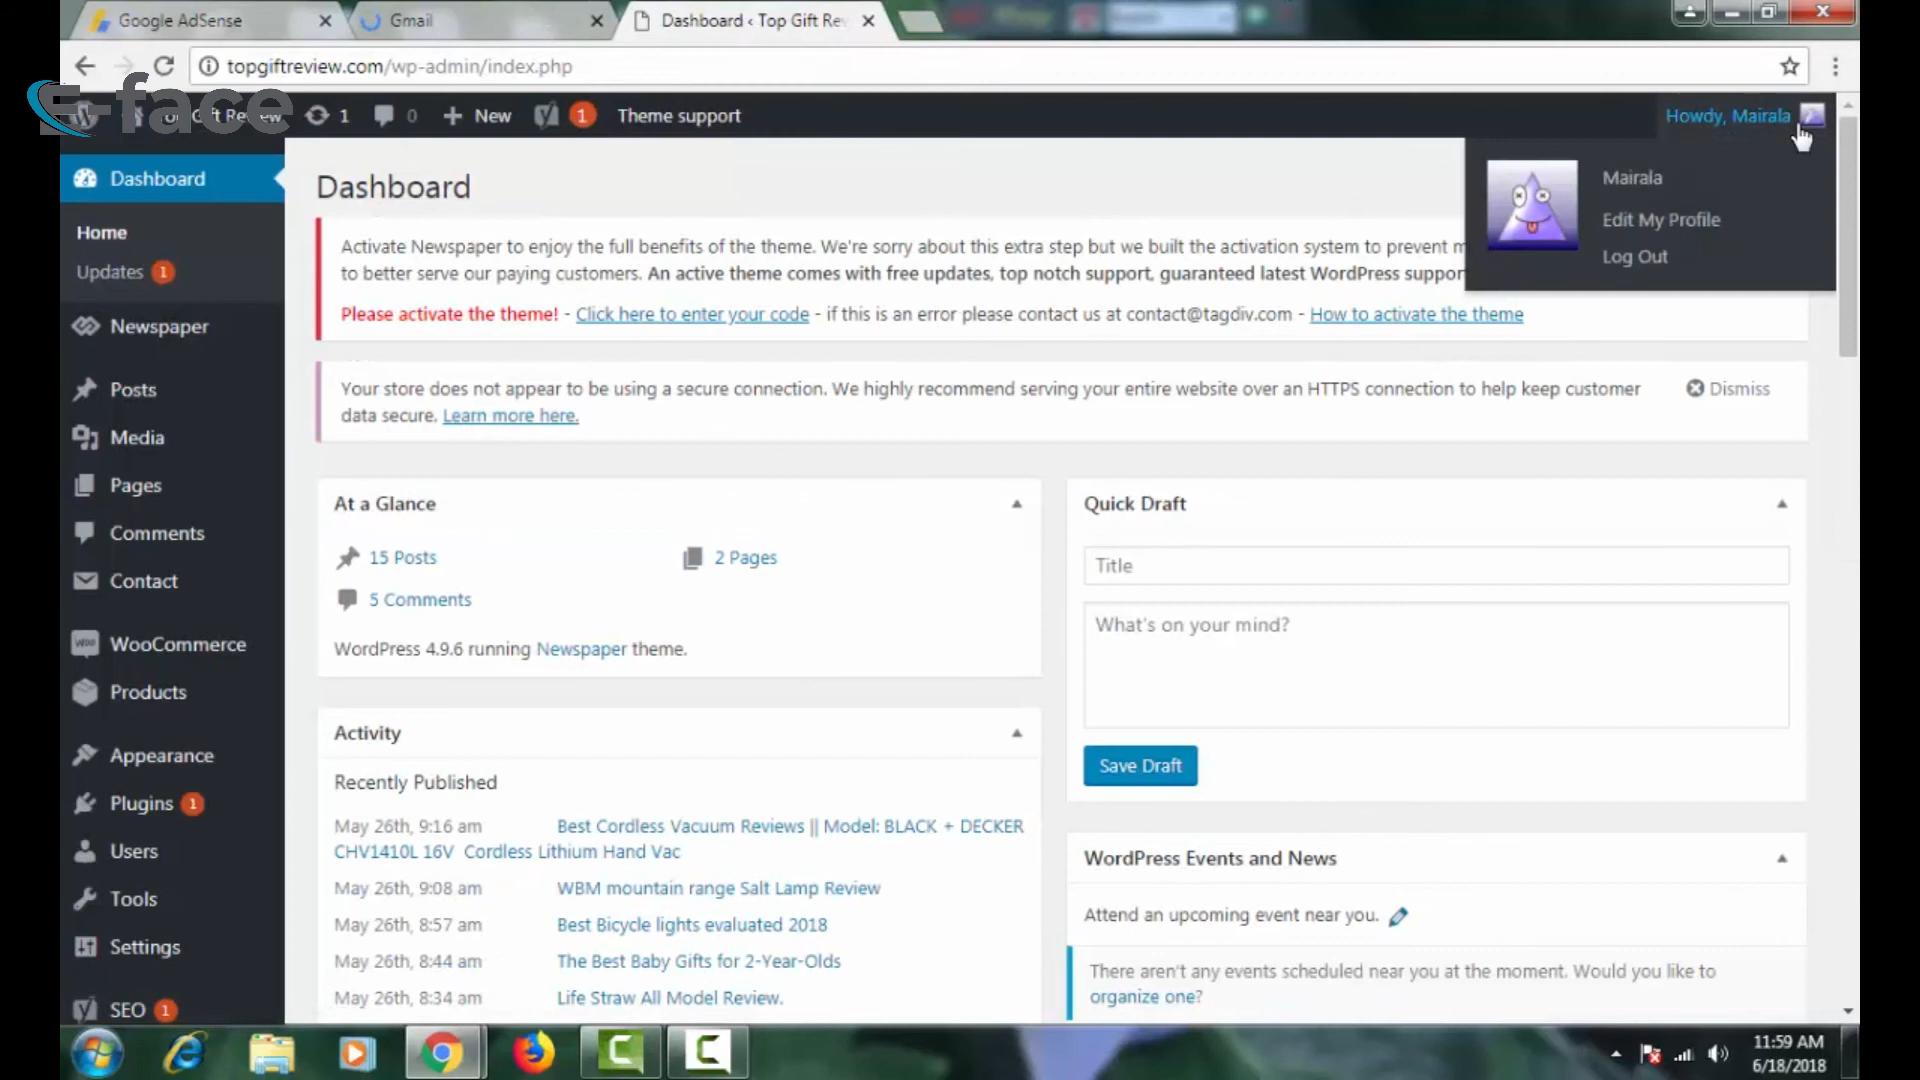 Google AdSense
Gmail
Dashboard ‹ Top Gift Re
topgiftreview.com/wp-admin/index.php
-face
Gift Review
1
0
New
1
Theme support
Howdy, Mairala
Mairala
Edit My Profile
Log Out
Dashboard
Home
Updates 1
Newspaper
Posts
Media
Pages
Comments
Contact
WooCommerce
Products
Appearance
Plugins 1
Users
Tools
Settings
SEO 1
Dashboard
Activate Newspaper to enjoy the full benefits of the theme. We're sorry about this extra step but we built the activation system to prevent
to better serve our paying customers. An active theme comes with free updates, top notch support, guaranteed latest WordPress suppor
Please activate the theme! - Click here to enter your code - if this is an error please contact us at contact@tagdiv.com - How to activate the theme
Your store does not appear to be using a secure connection. We highly recommend serving your entire website over an HTTPS connection to help keep customer
data secure. Learn more here.
Dismiss
At a Glance
15 Posts
2 Pages
5 Comments
WordPress 4.9.6 running Newspaper theme.
Activity
Recently Published
May 26th, 9:16 am Best Cordless Vacuum Reviews || Model: BLACK + DECKER
CHV1410L 16V Cordless Lithium Hand Vac
May 26th, 9:08 am WBM mountain range Salt Lamp Review
May 26th, 8:57 am Best Bicycle lights evaluated 2018
May 26th, 8:44 am The Best Baby Gifts for 2-Year-Olds
May 26th, 8:34 am Life Straw All Model Review.
Quick Draft
Title
What's on your mind?
Save Draft
WordPress Events and News
Attend an upcoming event near you.
There aren't any events scheduled near you at the moment. Would you like to
organize one?
11:59 AM
6/18/2018